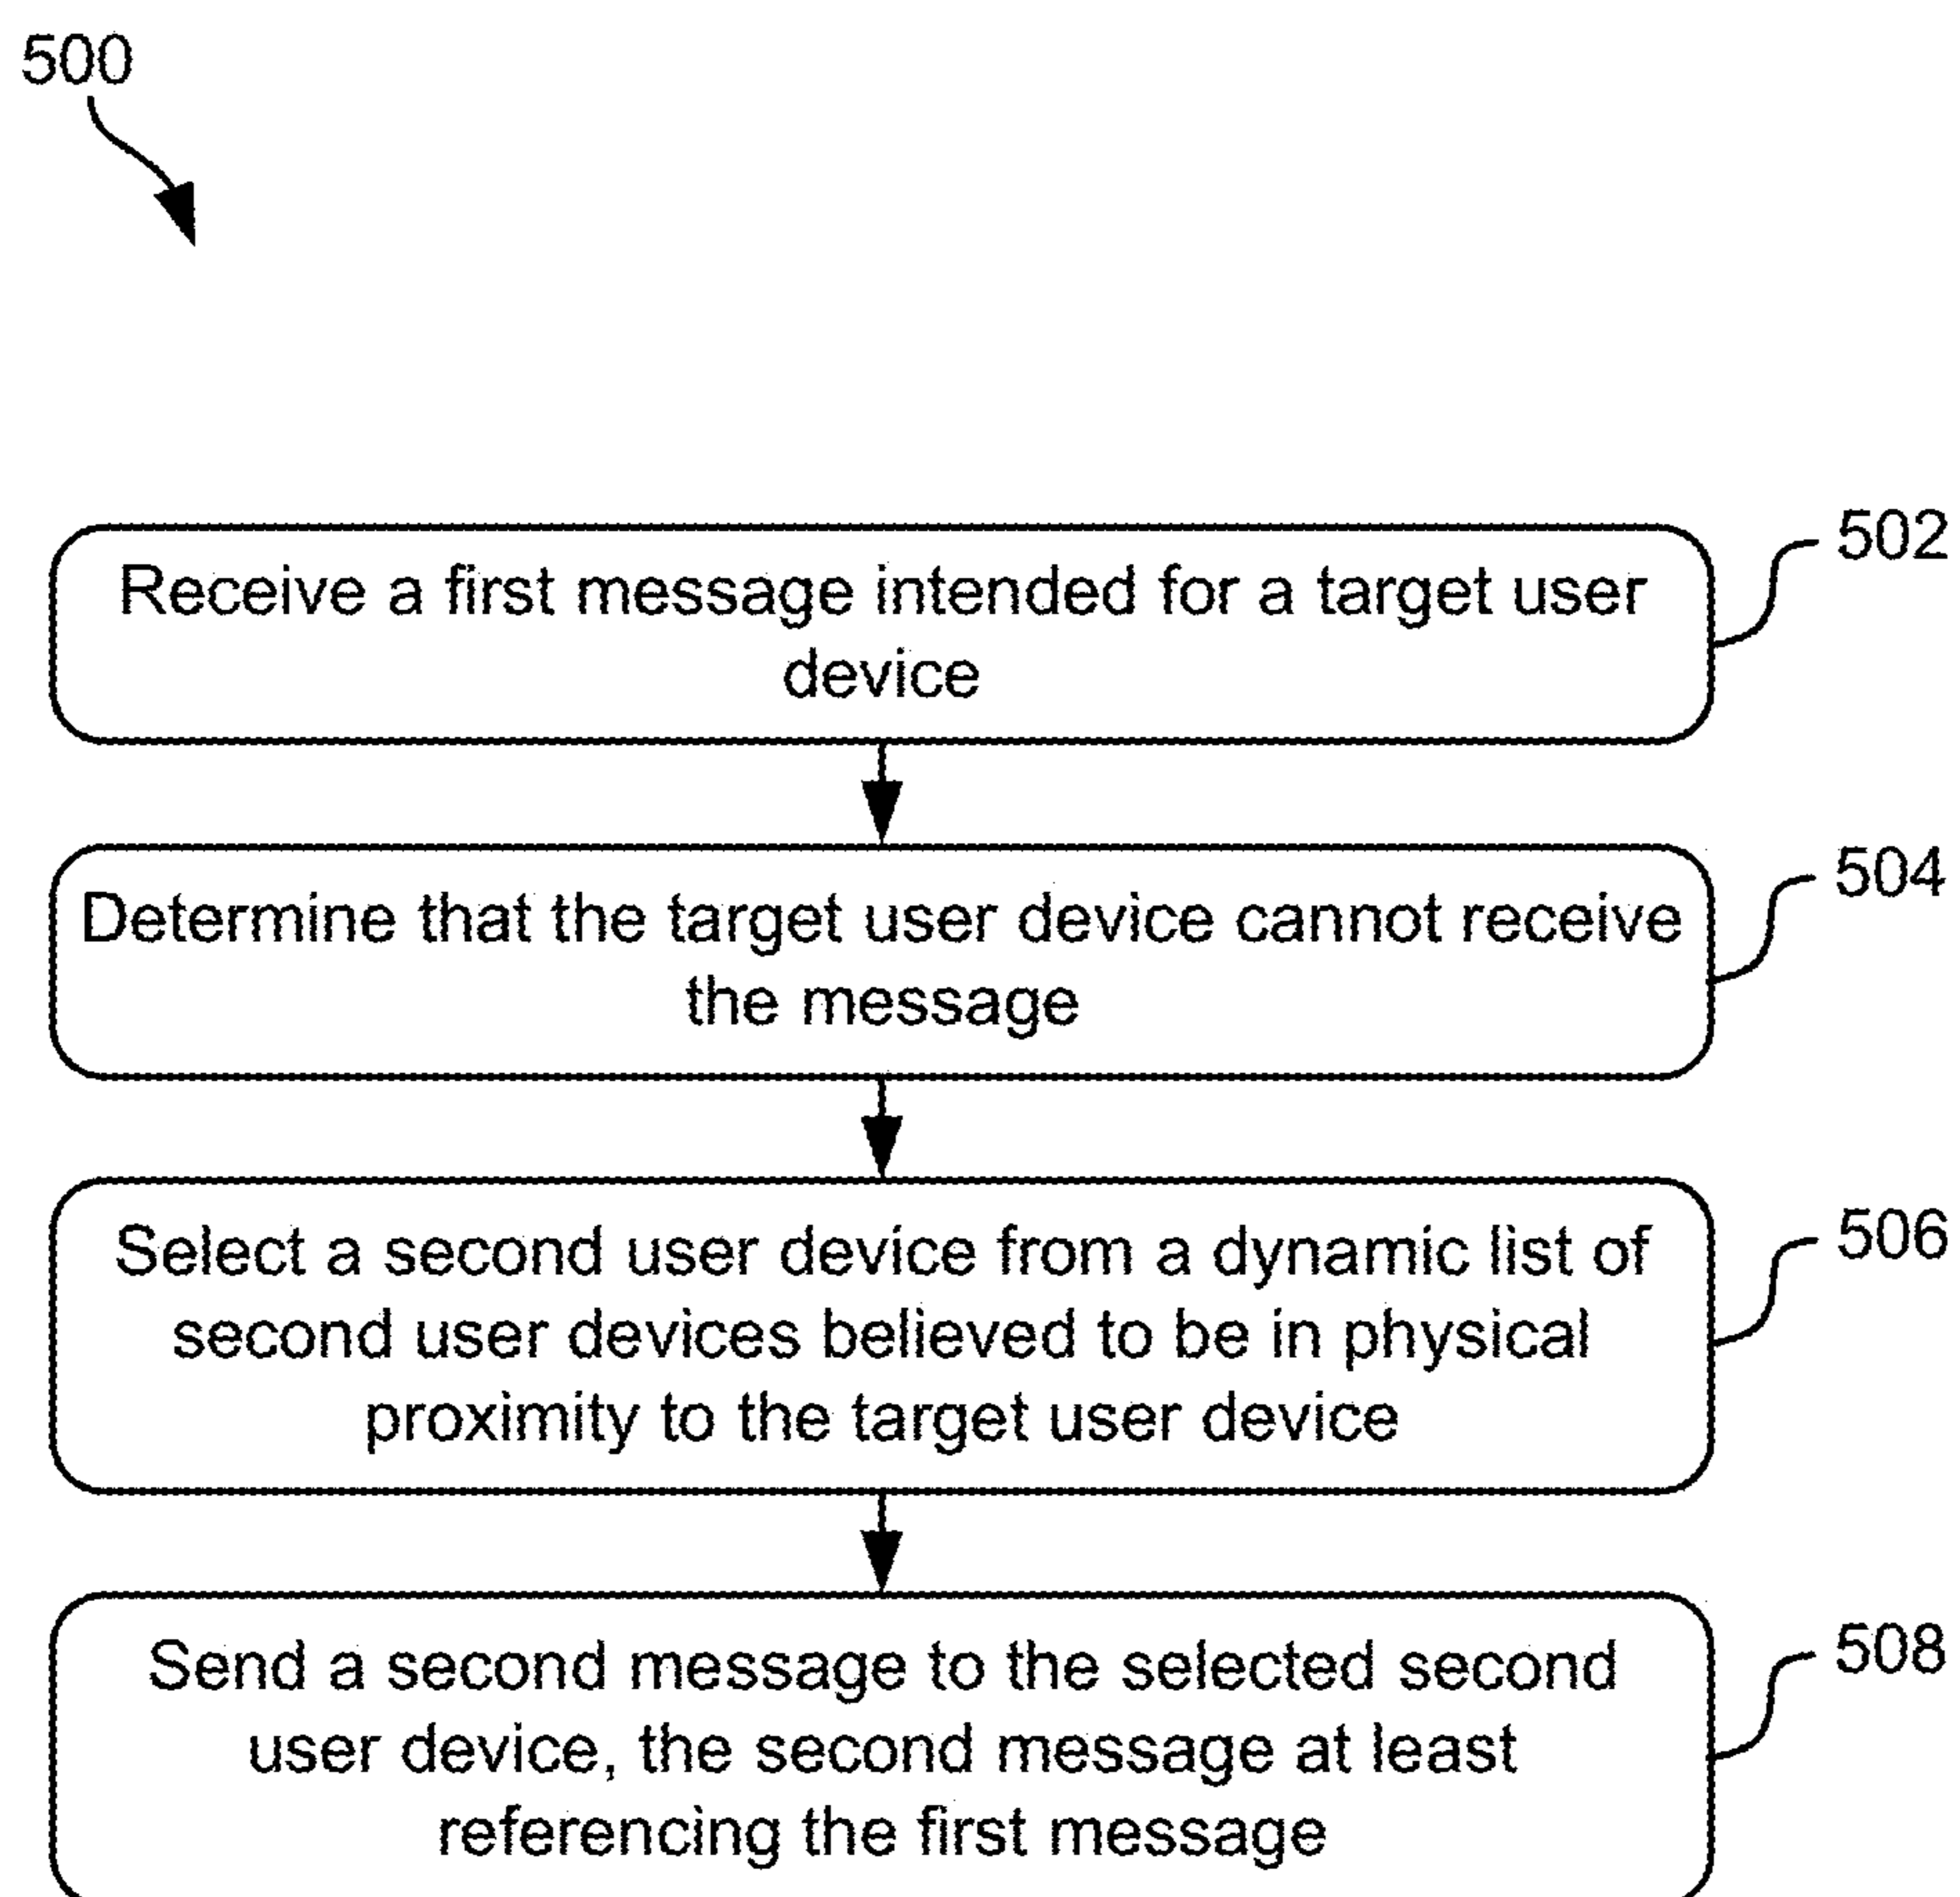 500
Receive a first message intended for a target user
device
502
Determine that the target user device cannot receive
the message
504
Select a second user device from a dynamic list of
second user devices believed to be in physical
proximity to the target user device
506
Send a second message to the selected second
user device, the second message at least
referencing the first message
508